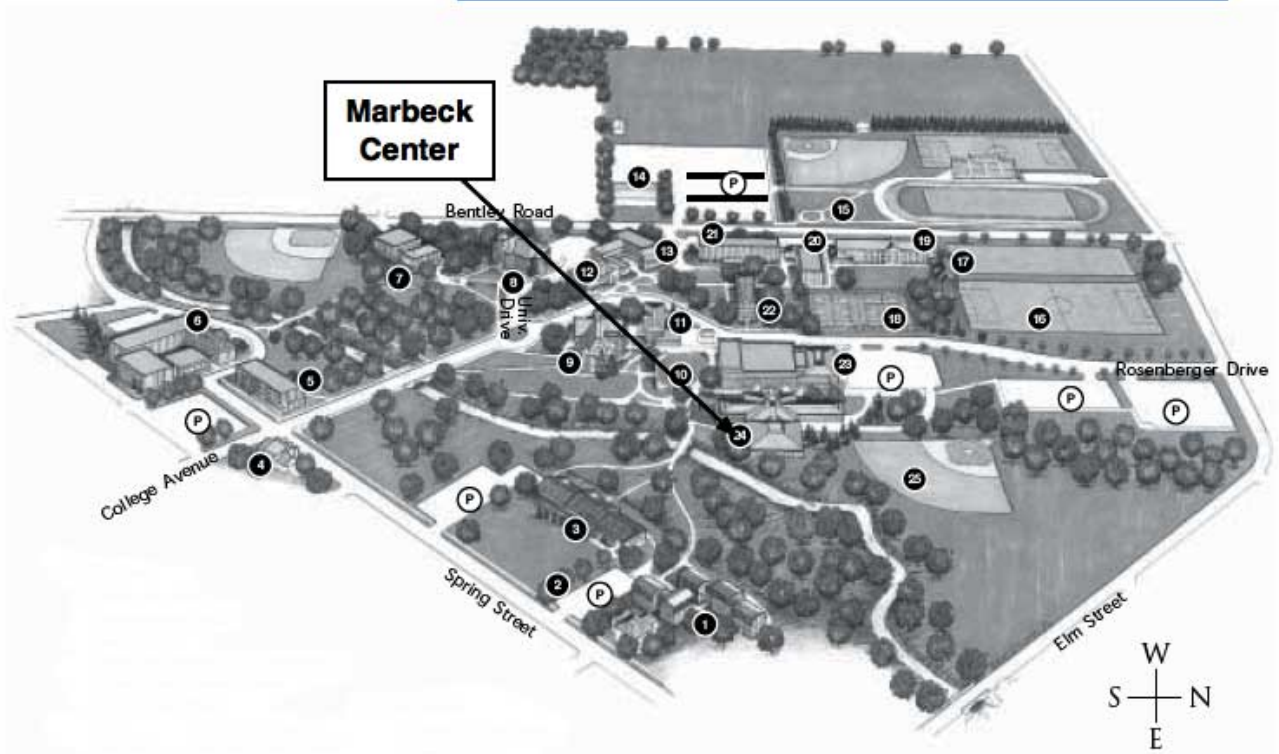 Marbeck
Center
Bentley Road
14
P
15
21
20
19
13
17
7
8
12
Univ.
Drive
22
18
16
6
11
9
10
23
P
Rosenberger Drive
5
P
P
P
24
4
College Avenue
25
P
3
2
P
Spring Street
1
Elm Street
W
S N
E